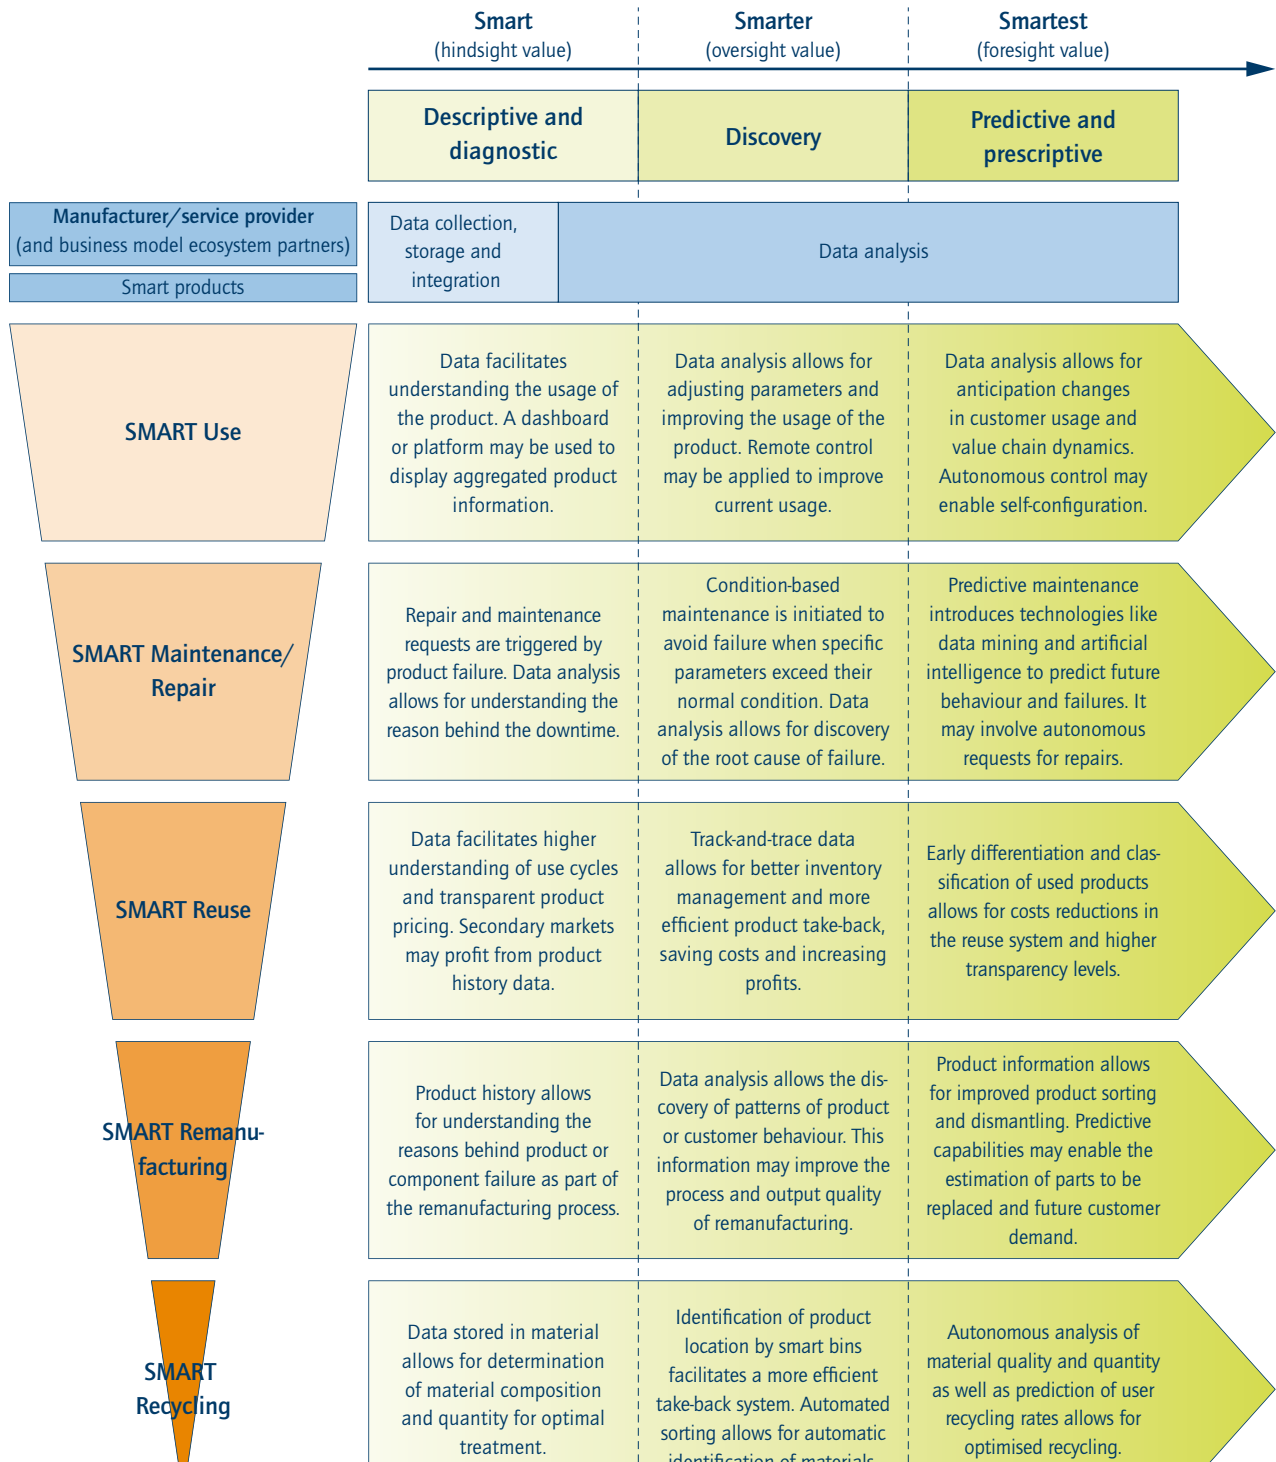 Smart
(hindsight value)
Smarter
(oversight value)
Smartest
(foresight value)
Descriptive and
diagnostic
Discovery
Predictive and
prescriptive
Manufacturer/service provider
(and business model ecosystem partners)
Smart products
Data collection,
storage and
integration
Data analysis
SMART Use
Data facilitates
understanding the usage of
the product. A dashboard
or platform may be used to
display aggregated product
information.
Data analysis allows for
adjusting parameters and
improving the usage of the
product. Remote control
may be applied to improve
current usage.
Data analysis allows for
anticipation changes
in customer usage and
value chain dynamics.
Autonomous control may
enable self-configuration.
SMART Maintenance/
Repair
Repair and maintenance
requests are triggered by
product failure. Data analysis
allows for understanding the
reason behind the downtime.
Condition-based
maintenance is initiated to
avoid failure when specific
parameters exceed their
normal condition. Data
analysis allows for discovery
of the root cause of failure.
Predictive maintenance
introduces technologies like
data mining and artificial
intelligence to predict future
behaviour and failures. It
may involve autonomous
requests for repairs.
SMART Reuse
Data facilitates higher
understanding of use cycles
and transparent product
pricing. Secondary markets
may profit from product
history data.
Track-and-trace data
allows for better inventory
management and more
efficient product take-back,
saving costs and increasing
profits.
Early differentiation and clas-
sification of used products
allows for costs reductions in
the reuse system and higher
transparency levels.
SMART Remanu-
facturing
Product history allows
for understanding the
reasons behind product or
component failure as part of
the remanufacturing process.
Data analysis allows the dis-
covery of patterns of product
or customer behaviour. This
information may improve the
process and output quality
of remanufacturing.
Product information allows
for improved product sorting
and dismantling. Predictive
capabilities may enable the
estimation of parts to be
replaced and future customer
demand.
SMART
Recycling
Data stored in material
allows for determination
of material composition
and quantity for optimal
treatment.
Identification of product
location by smart bins
facilitates a more efficient
take-back system. Automated
sorting allows for automatic
identification of materials.
Autonomous analysis of
material quality and quantity
as well as prediction of user
recycling rates allows for
optimised recycling.